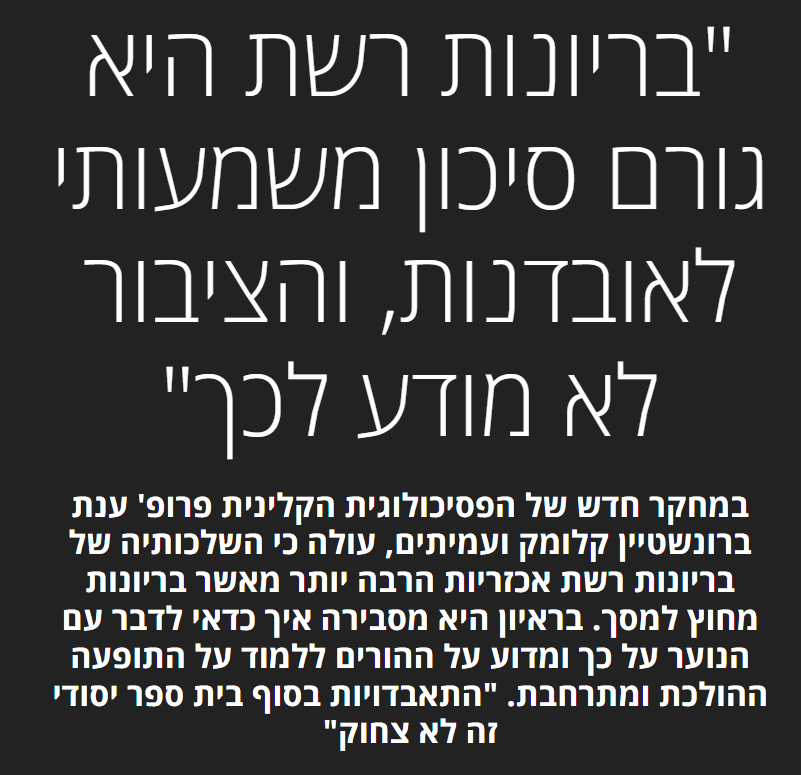 "בריונות רשת היא
גורם סיכון משמעותי
לאובדנות, והציבור
לא מודע לכך"
במחקר חדש של הפסיכולוגית הקלינית פרופ' ענת
ברונשטיין קלומק ועמיתים, עולה כי השלכותיה של
בריונות רשת אכזריות הרבה יותר מאשר בריונות
מחוץ למסך. בראיון היא מסבירה איך כדאי לדבר עם
הנוער על כך ומדוע על ההורים ללמוד על התופעה
ההולכת ומתרחבת. "התאבדויות בסוף בית ספר יסודי
זה לא צחוק"